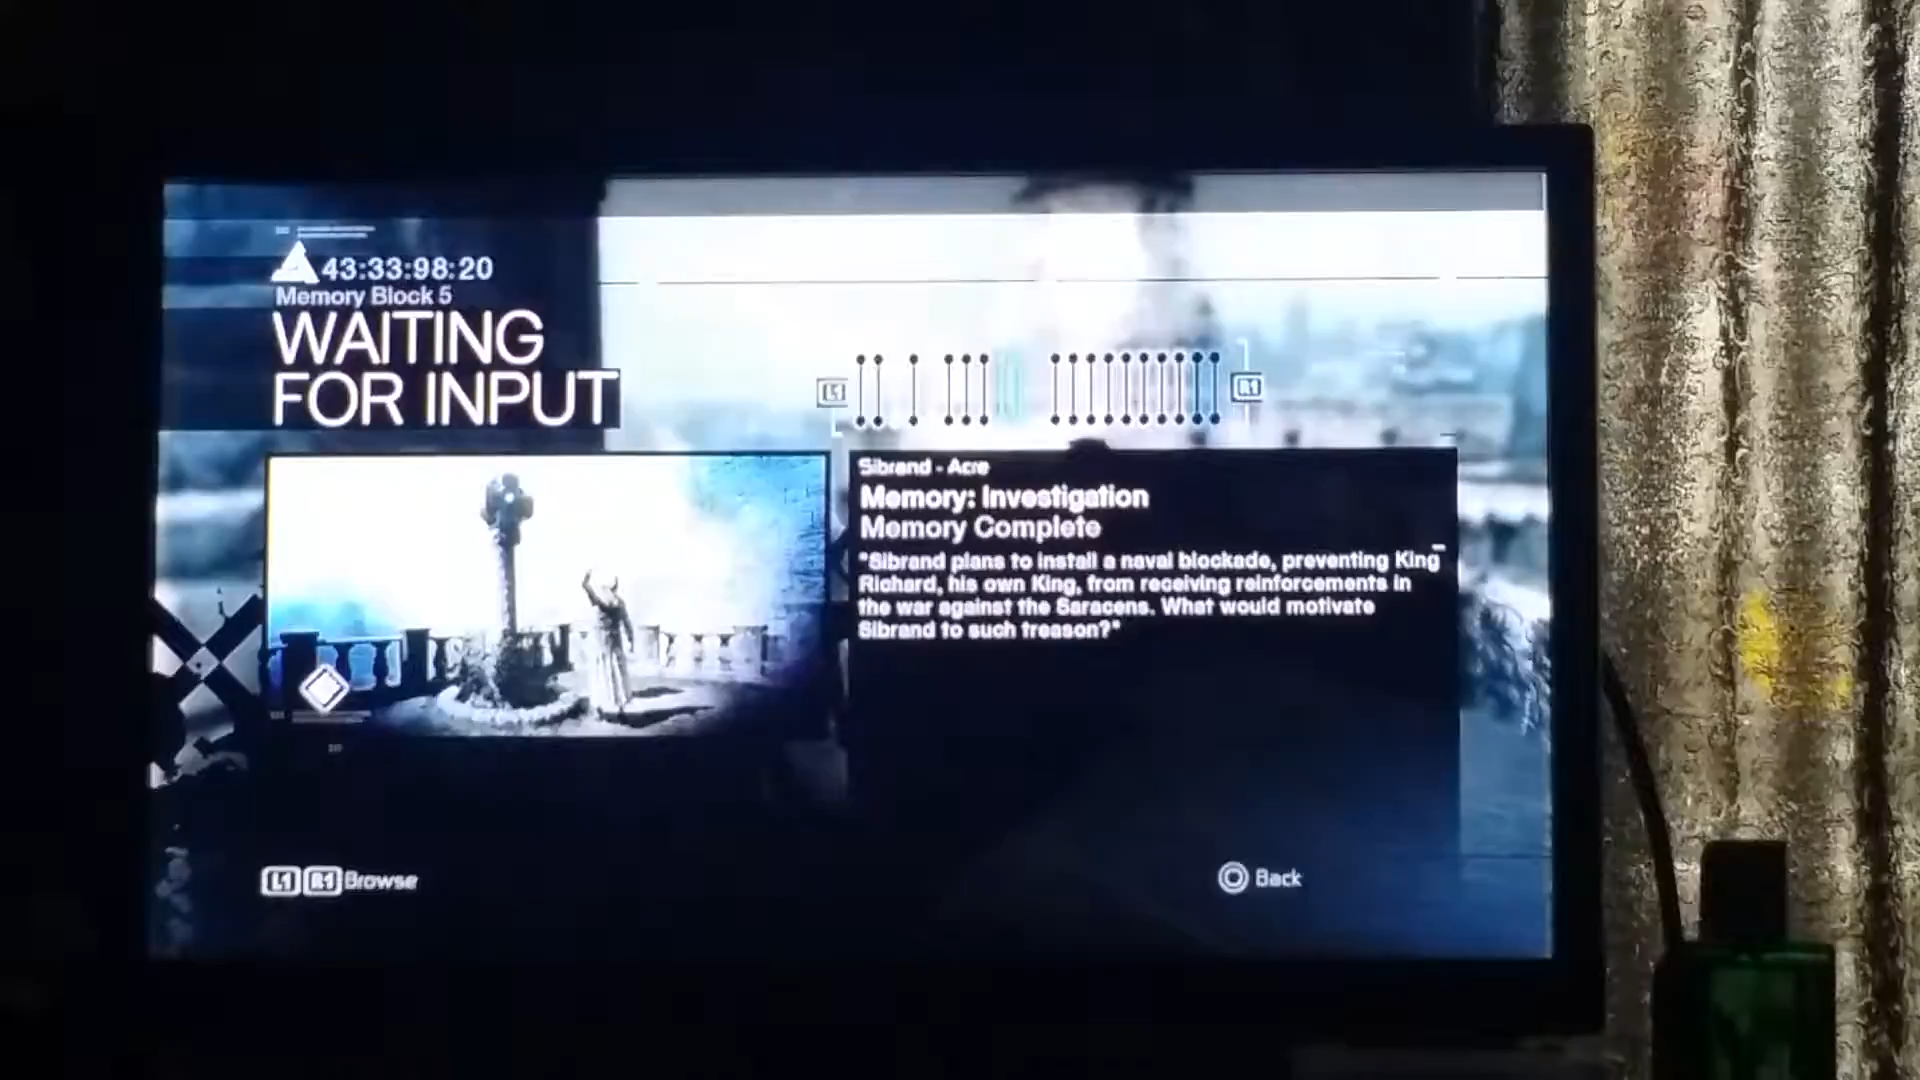 43:33:98:20
Memory Block 5
WAITING
FOR INPUT
L1
R1
Sibrand - Acre
Memory: Investigation
Memory Complete
"Sibrand plans to install a naval blockade, preventing King
Richard, his own King, from receiving reinforcements in
the war against the Saracens. What would motivate
Sibrand to such treason?"
L1 R1 Browse
Back